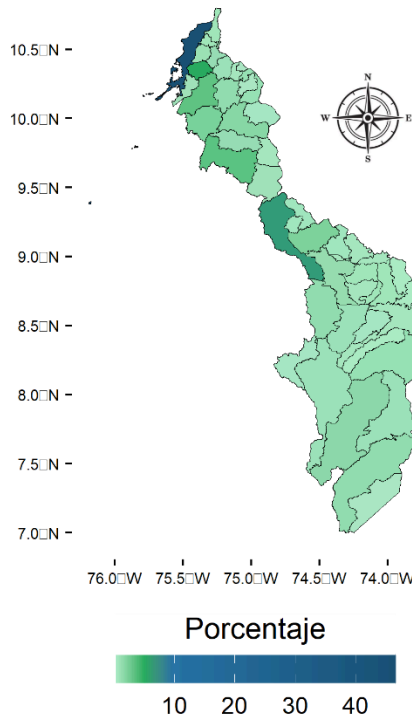 10.5□N
10.0□N
9.5□N
9.0□N
8.5□N
8.0□N
7.5□N
7.0□N
N
W E
S
76.0□W 75.5□W 75.0□W 74.5□W 74.0□W
Porcentaje
10 20 30 40